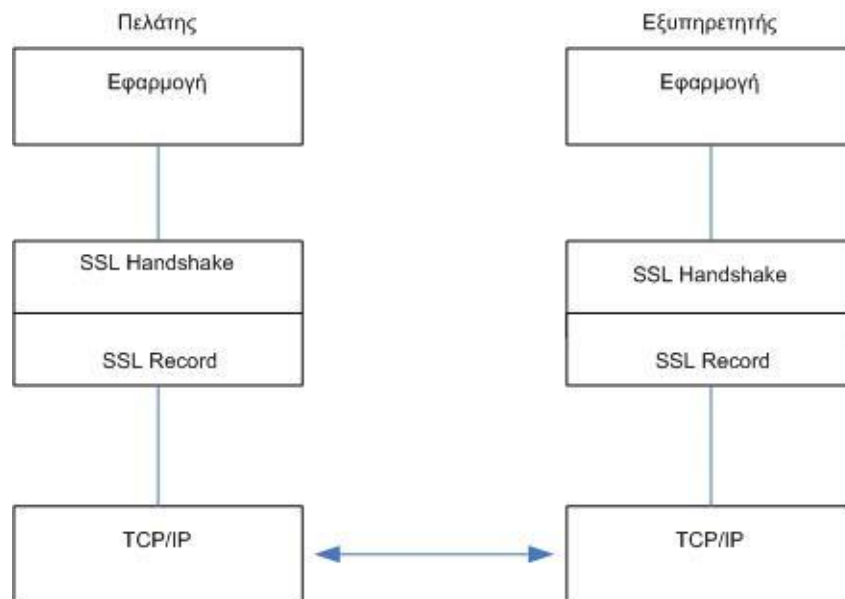 Πελάτης
Εξυπηρετητής
Εφαρμογή
Εφαρμογή
SSL Handshake
SSL Handshake
SSL Record
SSL Record
TCP/IP
TCP/IP